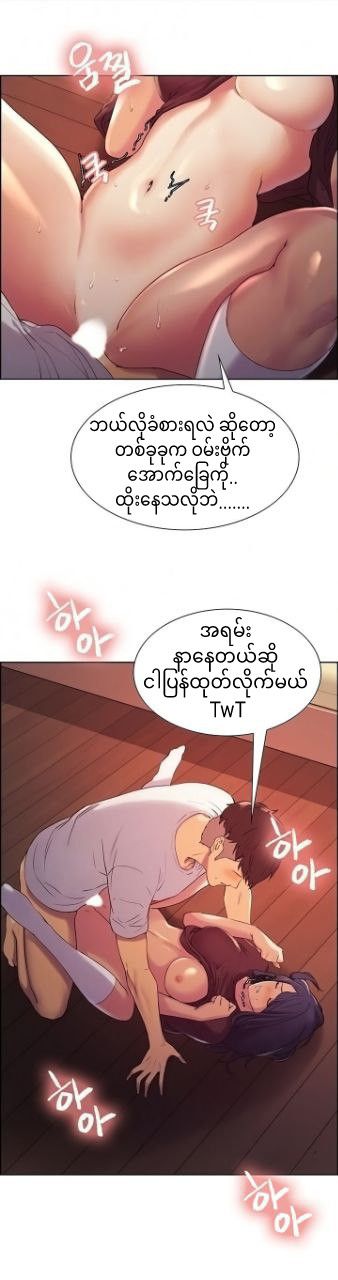 움찔
쿡
쿡
ဘယ်လိုခံစားရလဲ ဆိုတော့
တစ်ခုခုက ဝမ်းဗိုက်
အောက်ခြေကို..
ထိုးနေသလိုဘဲ.......
하아
အရမ်း
နာနေတယ်ဆို
ငါပြန်ထုတ်လိုက်မယ်
TwT
하아
하아
하아